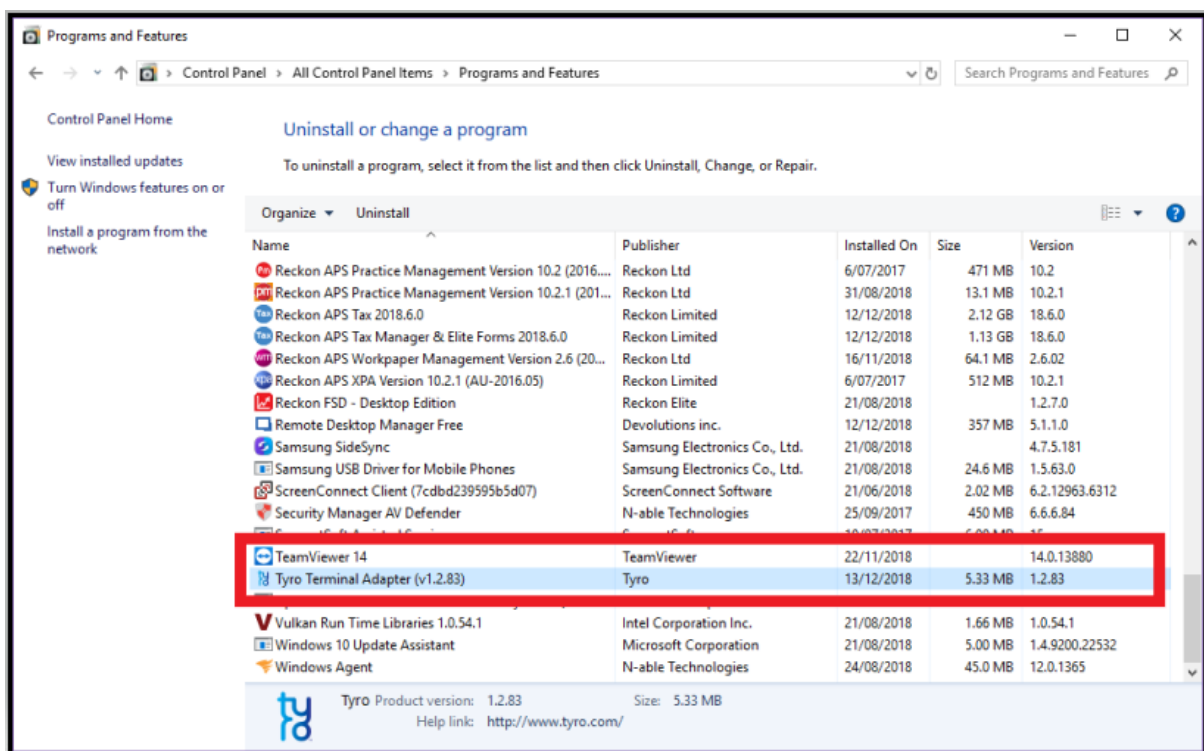 Programs and Features
Control Panel > All Control Panel Items > Programs and Features
Search Programs and Features
Control Panel Home
View installed updates
Turn Windows features on or
off
Install a program from the
network
Uninstall or change a program
To uninstall a program, select it from the list and then click Uninstall, Change, or Repair.
Organize Uninstall
Name Publisher Installed On Size Version
Reckon APS Practice Management Version 10.2 (2016.... Reckon Ltd 6/07/2017 471 MB 10.2
Reckon APS Practice Management Version 10.2.1 (201... Reckon Ltd 31/08/2018 13.1 MB 10.2.1
Reckon APS Tax 2018.6.0 Reckon Limited 12/12/2018 2.12 GB 18.6.0
Reckon APS Tax Manager & Elite Forms 2018.6.0 Reckon Limited 12/12/2018 1.13 GB 18.6.0
Reckon APS Workpaper Management Version 2.6 (20... Reckon Ltd 16/11/2018 64.1 MB 2.6.02
Reckon APS XPA Version 10.2.1 (AU-2016.05) Reckon Limited 6/07/2017 512 MB 10.2.1
Reckon FSD - Desktop Edition Reckon Elite 21/08/2018 1.2.7.0
Remote Desktop Manager Free Devolutions inc. 12/12/2018 357 MB 5.1.1.0
Samsung SideSync Samsung Electronics Co., Ltd. 21/08/2018 4.7.5.181
Samsung USB Driver for Mobile Phones Samsung Electronics Co., Ltd. 21/08/2018 24.6 MB 1.5.63.0
ScreenConnect Client (7cdbd239595b5d07) ScreenConnect Software 21/06/2018 2.02 MB 6.2.12963.6312
Security Manager AV Defender N-able Technologies 25/09/2017 450 MB 6.6.6.84
TeamViewer 14 TeamViewer 22/11/2018 14.0.13880
Tyro Terminal Adapter (v1.2.83) Tyro 13/12/2018 5.33 MB 1.2.83
Vulkan Run Time Libraries 1.0.54.1 Intel Corporation Inc. 21/08/2018 1.66 MB 1.0.54.1
Windows 10 Update Assistant Microsoft Corporation 21/08/2018 5.00 MB 1.4.9200.22532
Windows Agent N-able Technologies 24/08/2018 45.0 MB 12.0.1365
tyro
Tyro Product version: 1.2.83 Size: 5.33 MB
Help link: http://www.tyro.com/